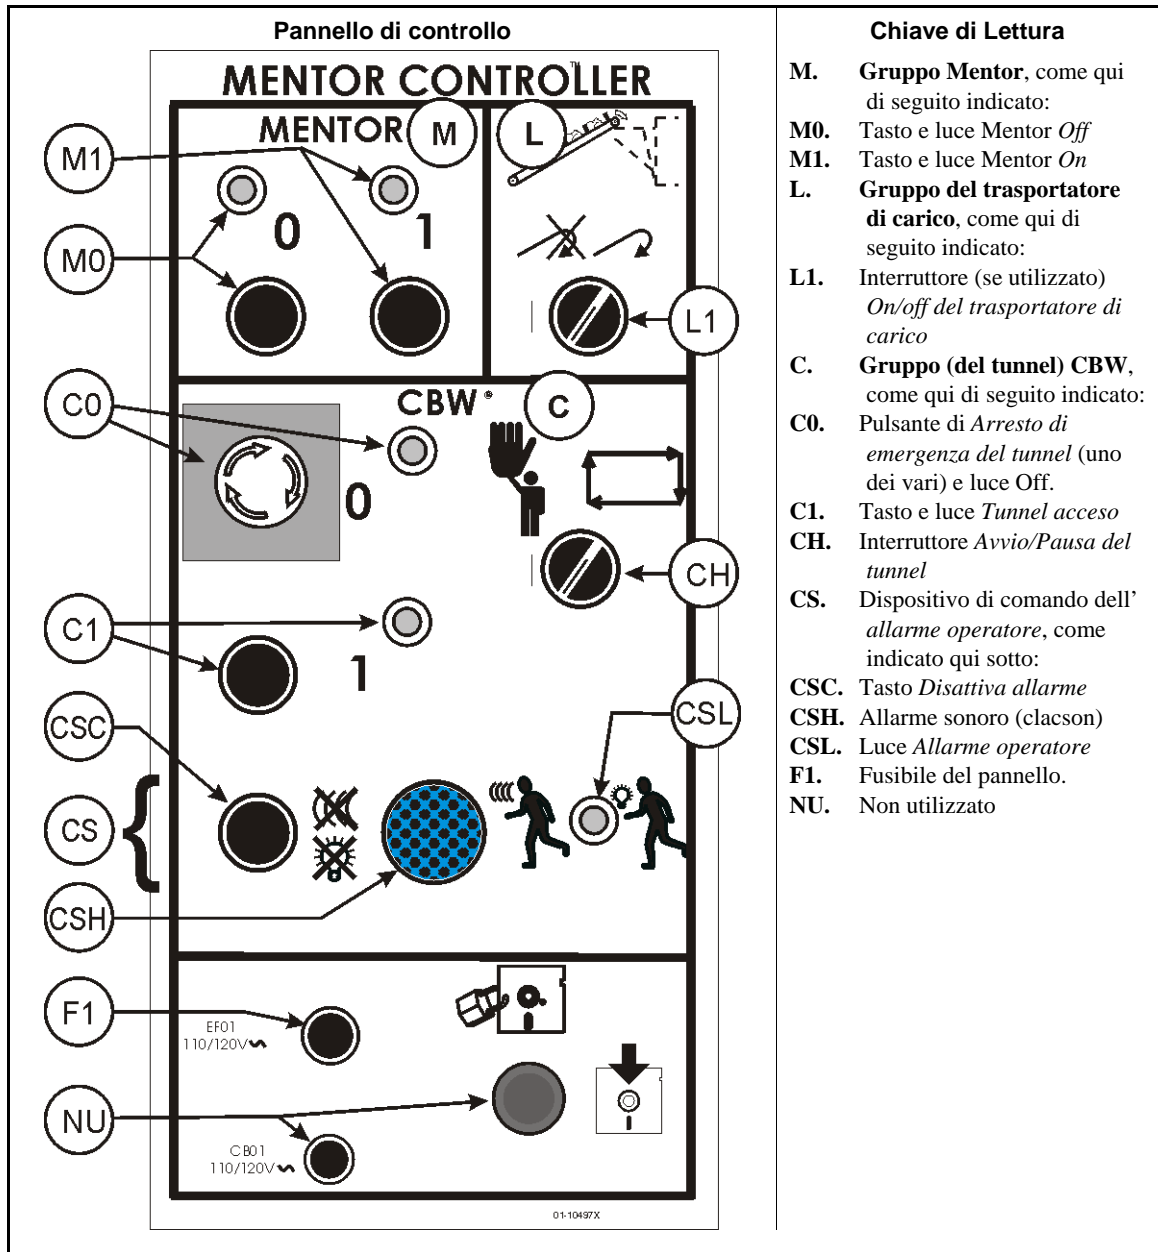 Pannello di controllo
MENTOR CONTROLLER™
MENTOR
M
L
M1
0
1
M0
L1
C0
CBW®
C
0
CH
C1
1
CSC
CSL
CS
CSH
F1
EF01
110/120V
NU
CB01
110/120V
01-10497X
Chiave di Lettura
M. Gruppo Mentor, come qui
di seguito indicato:
M0. Tasto e luce Mentor Off
M1. Tasto e luce Mentor On
L. Gruppo del trasportatore
di carico, come qui di
seguito indicato:
L1. Interruttore (se utilizzato)
On/off del trasportatore di
carico
C. Gruppo (del tunnel) CBW,
come qui di seguito indicato:
C0. Pulsante di Arresto di
emergenza del tunnel (uno
dei vari) e luce Off.
C1. Tasto e luce Tunnel acceso
CH. Interruttore Avvio/Pausa del
tunnel
CS. Dispositivo di comando dell’
allarme operatore, come
indicato qui sotto:
CSC. Tasto Disattiva allarme
CSH. Allarme sonoro (clacson)
CSL. Luce Allarme operatore
F1. Fusibile del pannello.
NU. Non utilizzato